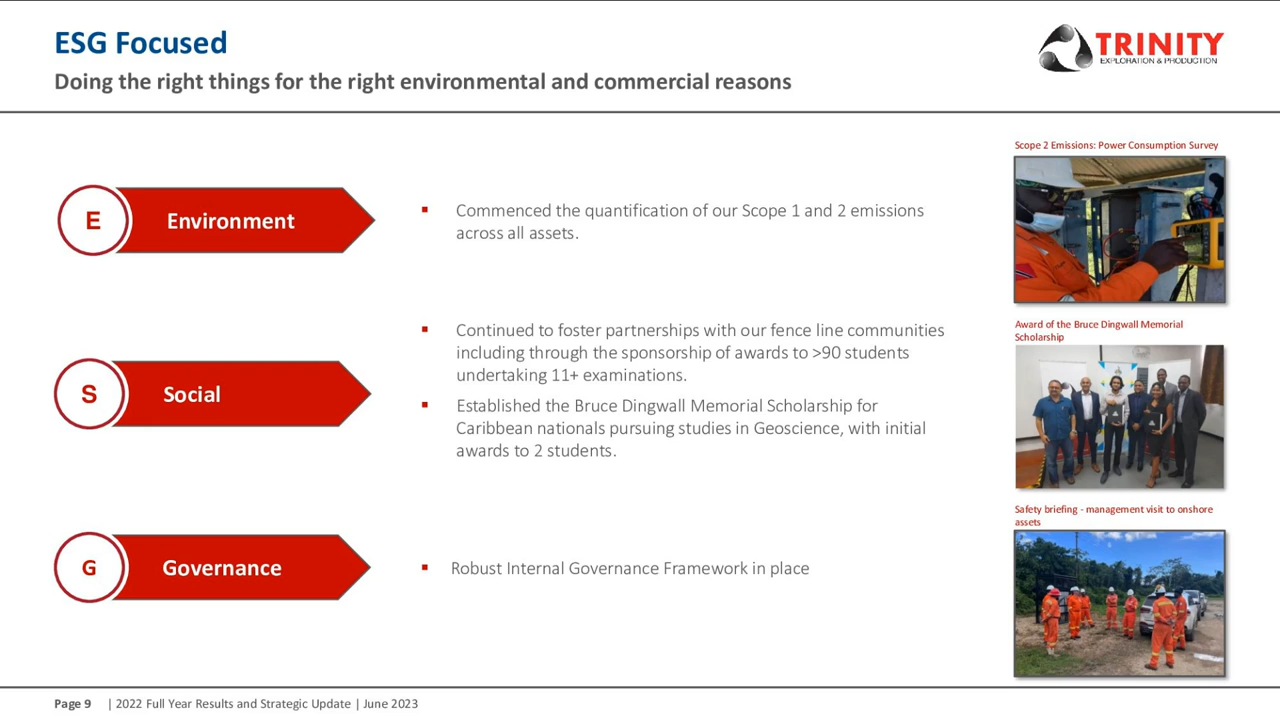 ESG Focused
Doing the right things for the right environmental and commercial reasons
TRINITY
EXPLORATION & PRODUCTION
E
Environment
▪ Commenced the quantification of our Scope 1 and 2 emissions
across all assets.
S
Social
▪ Continued to foster partnerships with our fence line communities
including through the sponsorship of awards to >90 students
undertaking 11+ examinations.
▪ Established the Bruce Dingwall Memorial Scholarship for
Caribbean nationals pursuing studies in Geoscience, with initial
awards to 2 students.
G
Governance
▪ Robust Internal Governance Framework in place
Scope 2 Emissions: Power Consumption Survey
Award of the Bruce Dingwall Memorial
Scholarship
Safety briefing - management visit to onshore
assets
Page 9 | 2022 Full Year Results and Strategic Update | June 2023